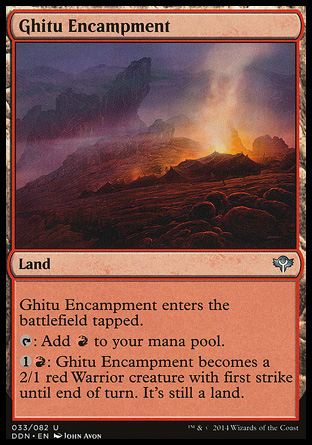 Ghitu Encampment
Land
Ghitu Encampment enters the
battlefield tapped.
: Add to your mana pool.
1 : Ghitu Encampment becomes a
2/1 red Warrior creature with first strike
until end of turn. It's still a land.
033/082 U
DDN • EN John Avon
™ & © 2014 Wizards of the Coast